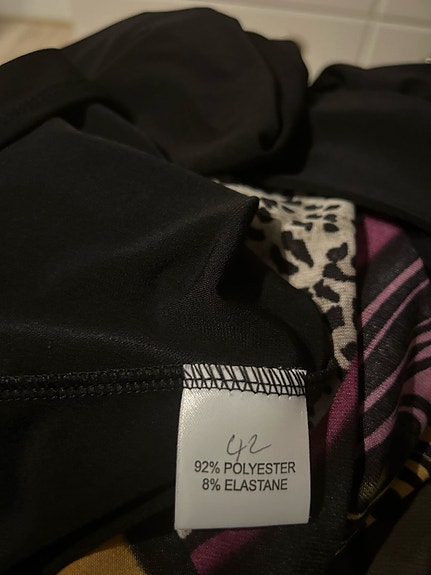 42
92% POLYESTER
8% ELASTANE